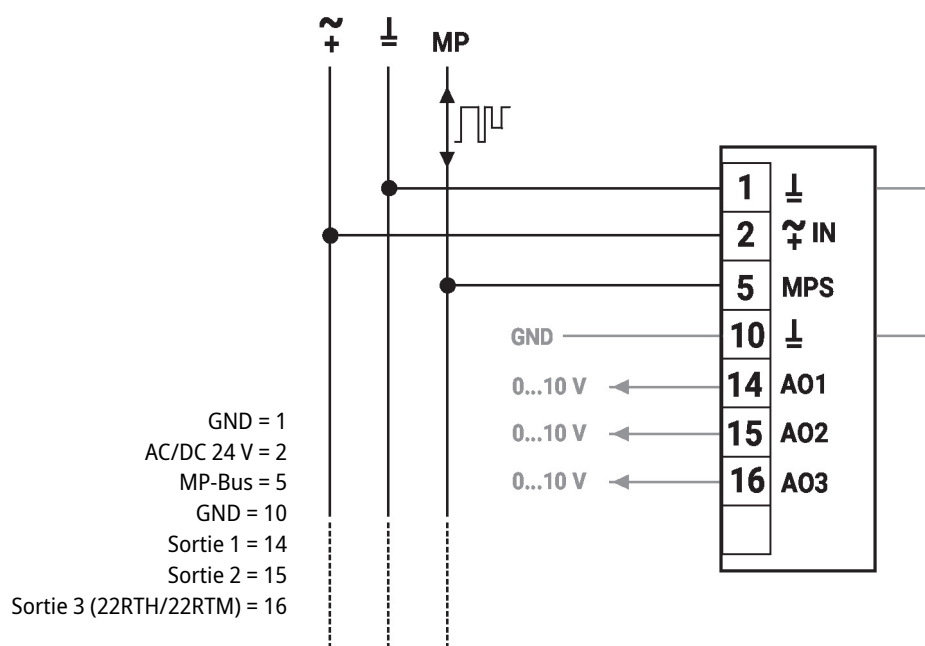 ~ + ⊥ MP
1 ⊥
2 ~ + IN
5 MPS
GND 10 ⊥
0...10 V 14 AO1
0...10 V 15 AO2
0...10 V 16 AO3
GND = 1
AC/DC 24 V = 2
MP-Bus = 5
GND = 10
Sortie 1 = 14
Sortie 2 = 15
Sortie 3 (22RTH/22RTM) = 16